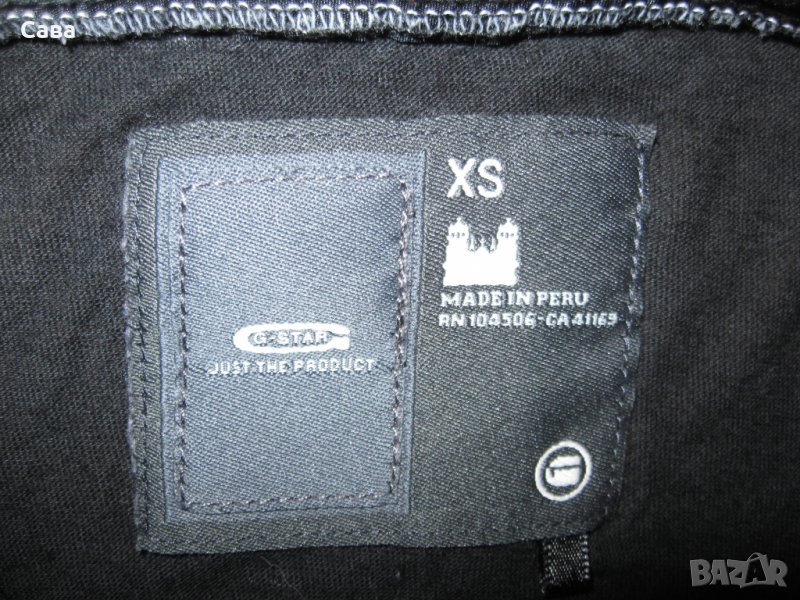 Сава
XS
MADE IN PERU
RN 104506-CA 41169
G-STAR
JUST THE PRODUCT
BAZAR